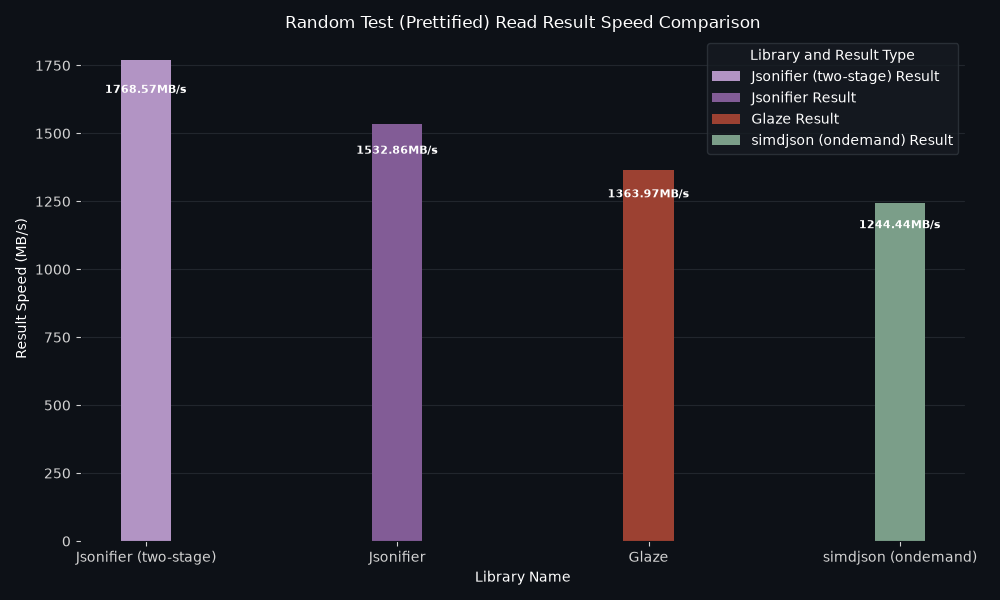 Random Test (Prettified) Read Result Speed Comparison
Library and Result Type
Jsonifier (two-stage) Result
Jsonifier Result
Glaze Result
simdjson (ondemand) Result
Result Speed (MB/s)
1750
1500
1250
1000
750
500
250
0
1768.57MB/s
1532.86MB/s
1363.97MB/s
1244.44MB/s
Jsonifier (two-stage)
Jsonifier
Glaze
simdjson (ondemand)
Library Name